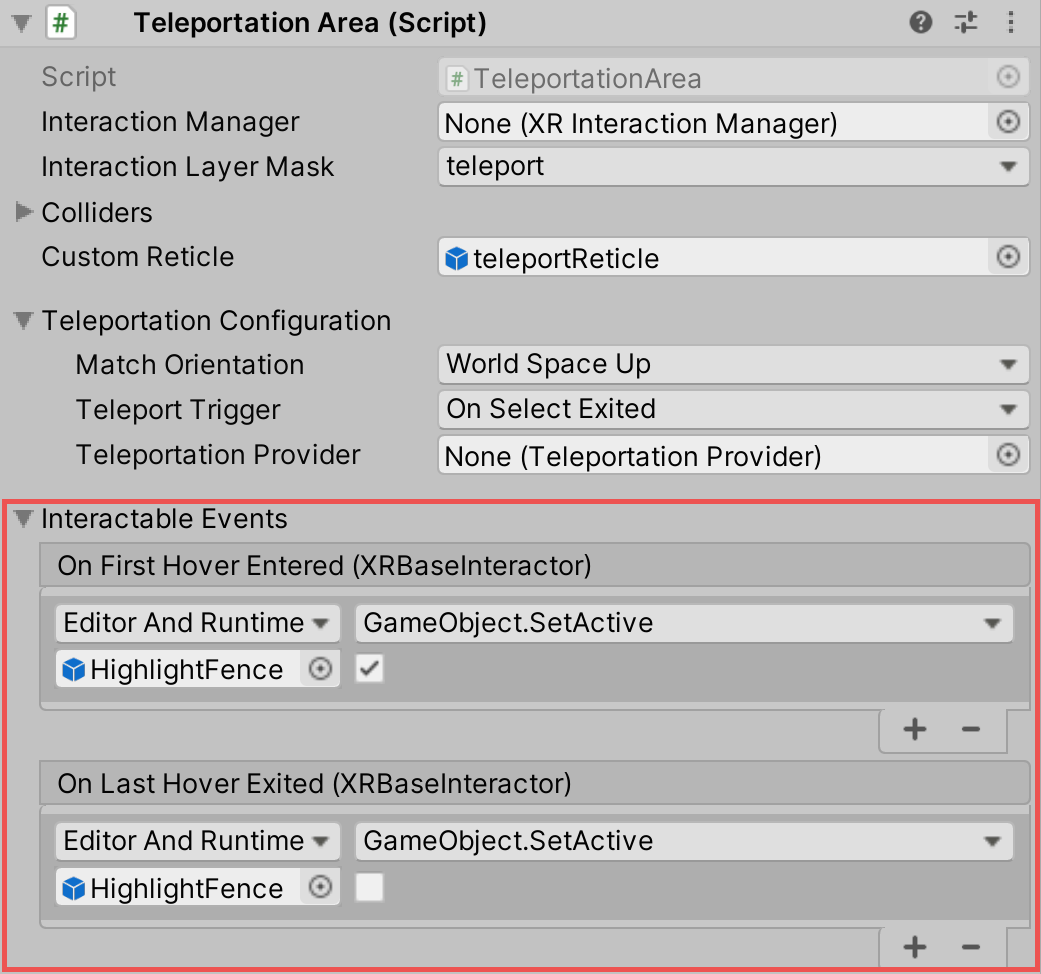 # Teleportation Area (Script)
Script # TeleportationArea
Interaction Manager None (XR Interaction Manager)
Interaction Layer Mask teleport
Colliders
Custom Reticle teleportReticle
Teleportation Configuration
Match Orientation World Space Up
Teleport Trigger On Select Exited
Teleportation Provider None (Teleportation Provider)
Interactable Events
On First Hover Entered (XRBaseInteractor)
Editor And Runtime GameObject.SetActive
HighlightFence
+ −
On Last Hover Exited (XRBaseInteractor)
Editor And Runtime GameObject.SetActive
HighlightFence
+ −